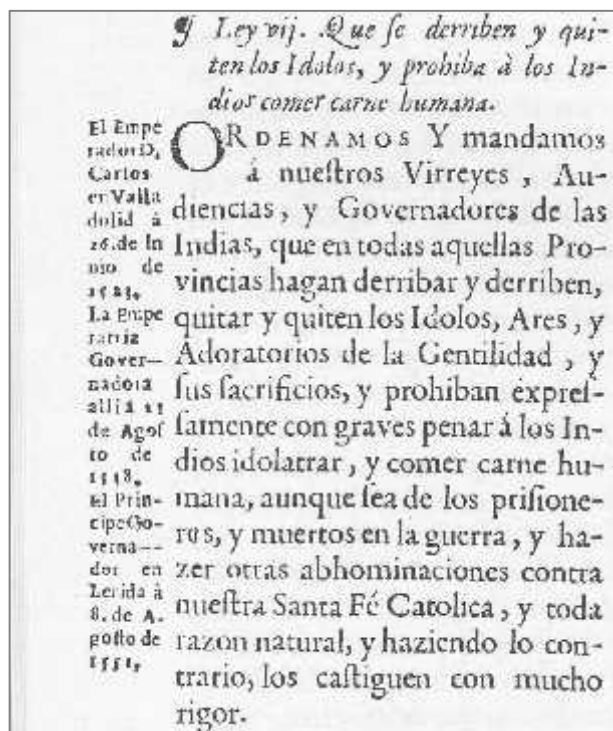 ¶ Ley vij. Que se derriben y qui-
ten los Idolos, y prohiba à los In-
dios comer carne humana.
El Empe
rador D,
Carlos
en Valla
dolid à
26. de In
nio de
1523.
La Empe
ratriz
Gover—
nadora
alli à
de Agos
to de
El Prin-
cipe Go-
verna—
dor en
Lerida à
8. de A.
gosto de
1551,
ORDENAMOS Y mandamos
á nuestros Virreyes, Au-
diencias, y Governadores de las
Indias, que en todas aquellas Pro-
vincias hagan derribar y derriben,
quitar y quiten los Idolos, Ares, y
Adoratorios de la Gentilidad, y
sus sacrificios, y prohiban expres-
samente con graves penar á los In-
dios idolatrar, y comer carne hu-
mana, aunque sea de los prisione-
ros, y muertos en la guerra, y ha-
zer otras abhominaciones contra
nuestra Santa Fé Catolica, y toda
razon natural, y haziendo lo con-
trario, los castiguen con mucho
rigor.